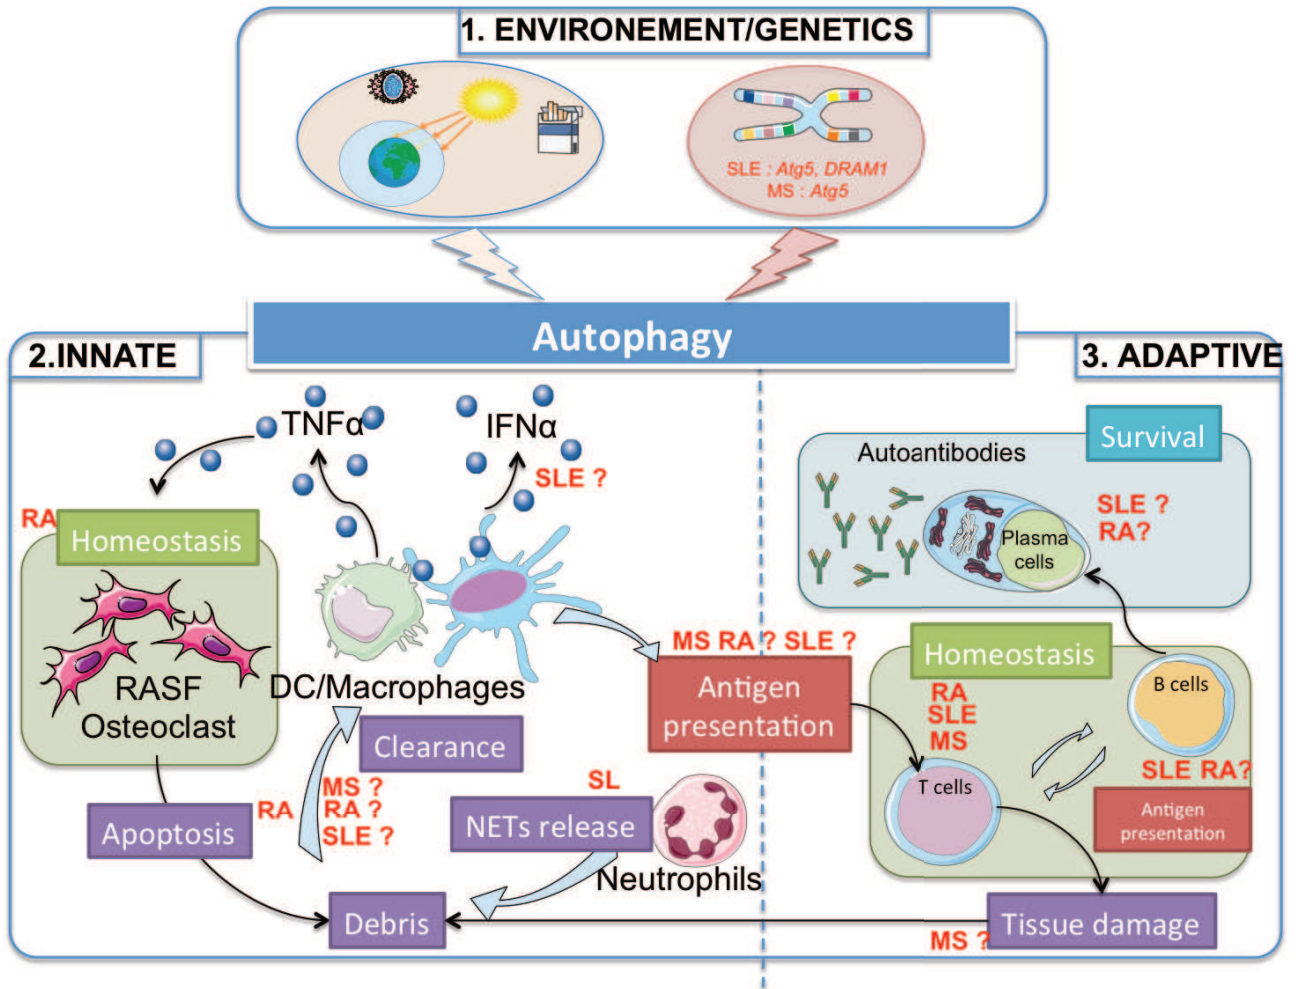 1. ENVIRONEMENT/GENETICS
SLE : Atg5, DRAM1
MS : Atg5
Autophagy
2.INNATE
3. ADAPTIVE
TNFα
IFNα
SLE ?
RA
Homeostasis
RASF
Osteoclast
DC/Macrophages
Clearance
MS ?
RA ?
SLE ?
RA
Apoptosis
SL
NETs release
Neutrophils
Debris
MS RA ? SLE ?
Antigen
presentation
Survival
Autoantibodies
Plasma
cells
SLE ?
RA?
Homeostasis
RA
SLE
MS
B cells
T cells
SLE RA?
Antigen
presentation
Tissue damage
MS ?